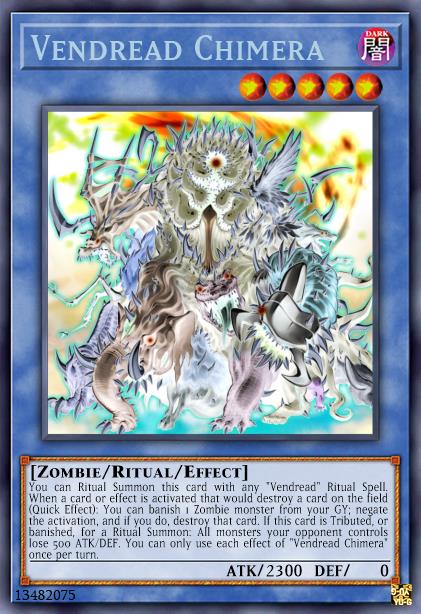 Vendread Chimera
DARK
闇
[Zombie/Ritual/Effect]
You can Ritual Summon this card with any "Vendread" Ritual Spell.
When a card or effect is activated that would destroy a card on the field
(Quick Effect): You can banish 1 Zombie monster from your GY; negate
the activation, and if you do, destroy that card. If this card is Tributed, or
banished, for a Ritual Summon: All monsters your opponent controls
lose 500 ATK/DEF. You can only use each effect of "Vendread Chimera"
once per turn.
ATK/2300 DEF/ 0
13482075